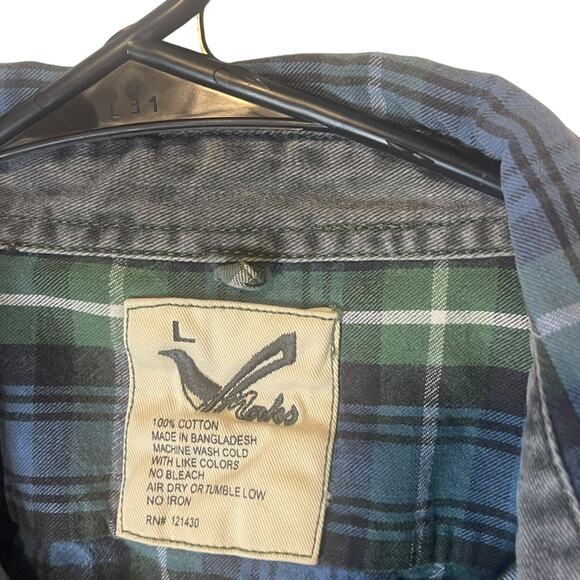 L31
L
Marks
100% COTTON
MADE IN BANGLADESH
MACHINE WASH COLD
WITH LIKE COLORS
NO BLEACH
AIR DRY OR TUMBLE LOW
NO IRON
RN# 121430